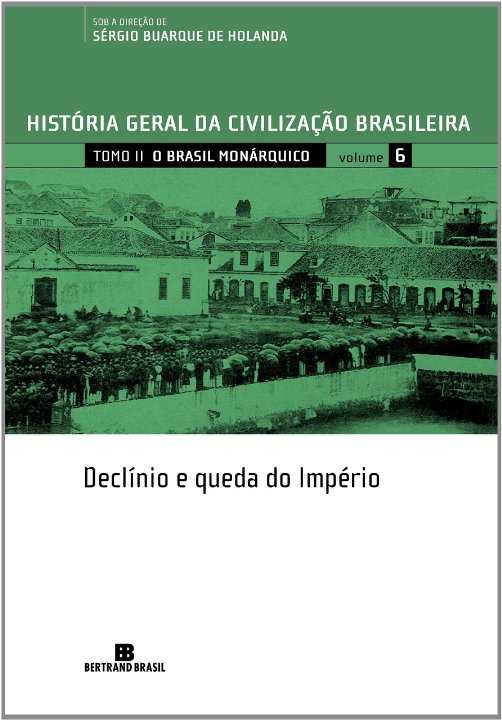 SOB A DIREÇÃO DE
SÉRGIO BUARQUE DE HOLANDA
HISTÓRIA GERAL DA CIVILIZAÇÃO BRASILEIRA
TOMO II O BRASIL MONÁRQUICO volume 6
Declínio e queda do Império
BB
BERTRAND BRASIL